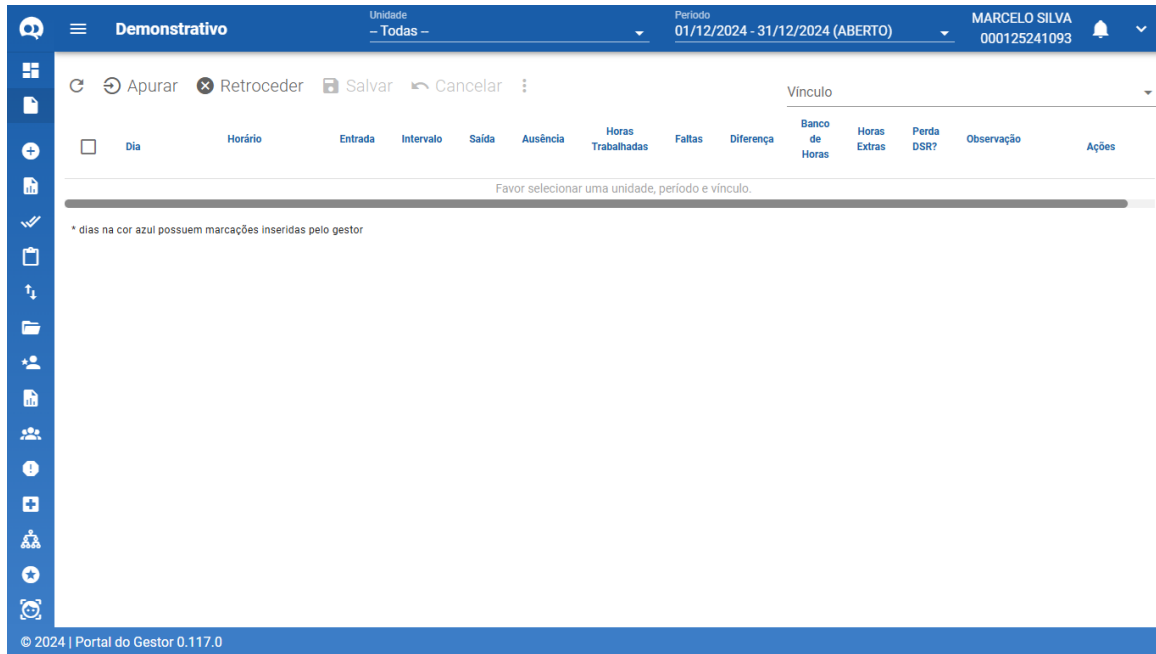 Demonstrativo
Unidade
-- Todas --
Período
01/12/2024 - 31/12/2024 (ABERTO)
MARCELO SILVA
000125241093
Apurar
Retroceder
Salvar
Cancelar
Vínculo
Dia
Horário
Entrada
Intervalo
Saída
Ausência
Horas
Trabalhadas
Faltas
Diferença
Banco
de
Horas
Horas
Extras
Perda
DSR?
Observação
Ações
Favor selecionar uma unidade, período e vínculo.
* dias na cor azul possuem marcações inseridas pelo gestor
© 2024 | Portal do Gestor 0.117.0